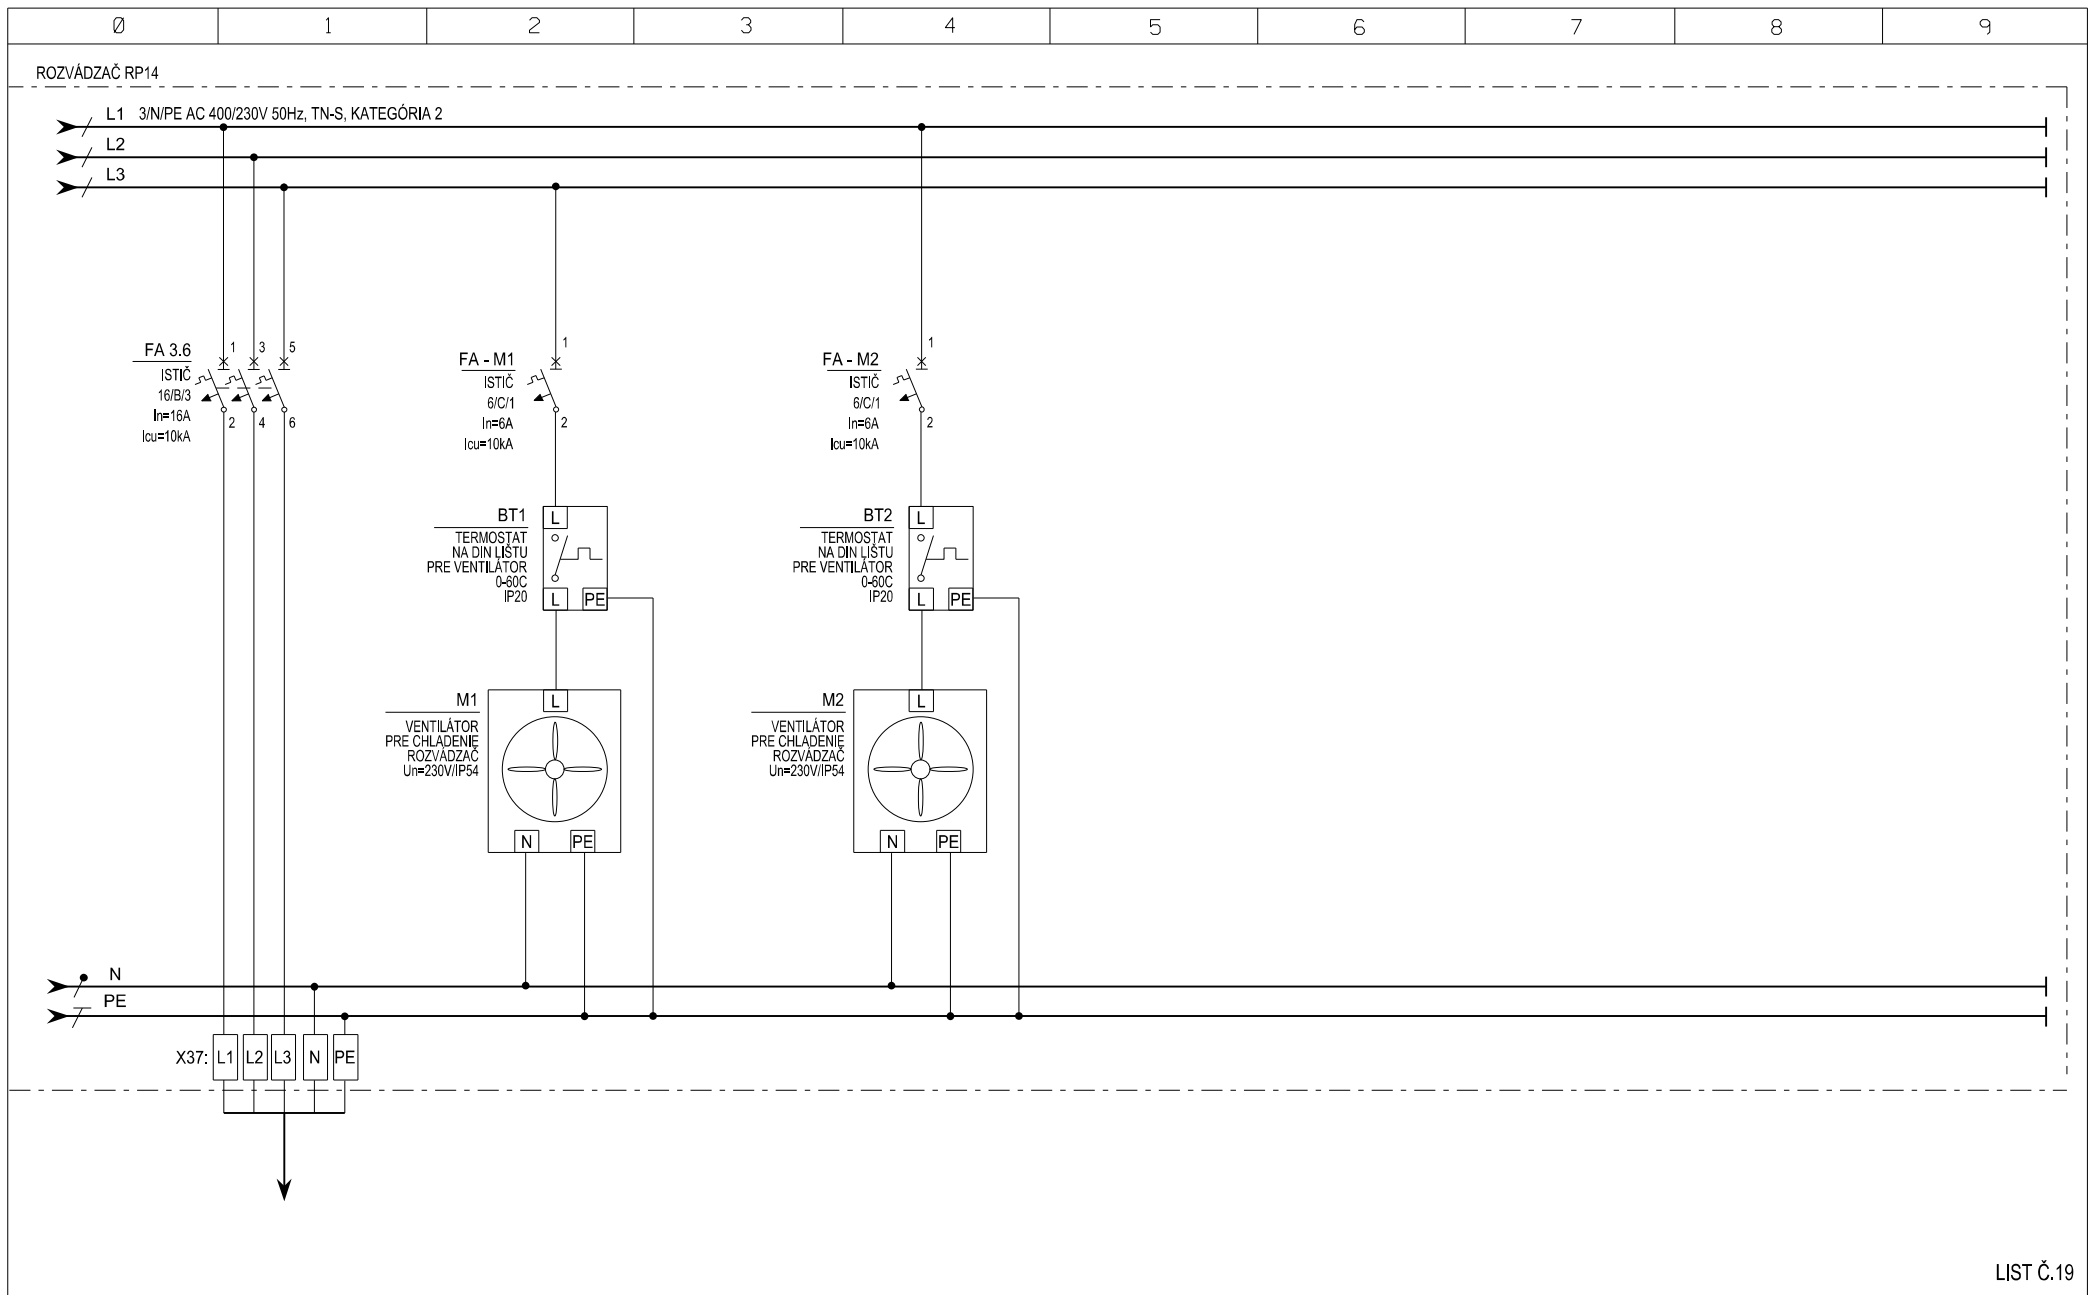 0 1 2 3 4 5 6 7 8 9
ROZVÁDZAČ RP14
L1 3/N/PE AC 400/230V 50Hz, TN-S, KATEGÓRIA 2
L2
L3
FA 3.6
ISTIČ
16/B/3
In=16A
Icu=10kA
1 3 5
2 4 6
FA - M1
ISTIČ
6/C/1
In=6A
Icu=10kA
1
2
FA - M2
ISTIČ
6/C/1
In=6A
Icu=10kA
1
2
BT1
TERMOSTAT
NA DIN LIŠTU
PRE VENTILÁTOR
0-60C
IP20
L
L PE
BT2
TERMOSTAT
NA DIN LIŠTU
PRE VENTILÁTOR
0-60C
IP20
L
L PE
M1
VENTILÁTOR
PRE CHLADENIE
ROZVÁDZAČ
Un=230V/IP54
L
N PE
M2
VENTILÁTOR
PRE CHLADENIE
ROZVÁDZAČ
Un=230V/IP54
L
N PE
N
PE
X37: L1 L2 L3 N PE
LIST Č.19